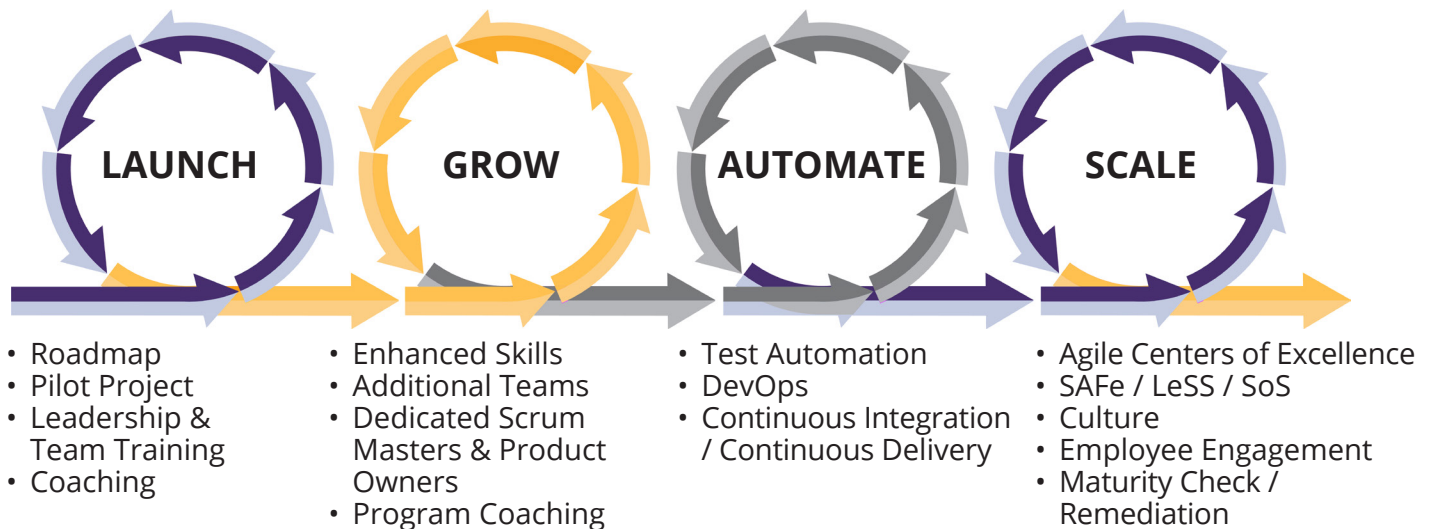 LAUNCH
GROW
AUTOMATE
SCALE
• Roadmap
• Pilot Project
• Leadership &
Team Training
• Coaching
• Enhanced Skills
• Additional Teams
• Dedicated Scrum
Masters & Product
Owners
• Program Coaching
• Test Automation
• DevOps
• Continuous Integration
/ Continuous Delivery
• Agile Centers of Excellence
• SAFe / LeSS / SoS
• Culture
• Employee Engagement
• Maturity Check /
Remediation